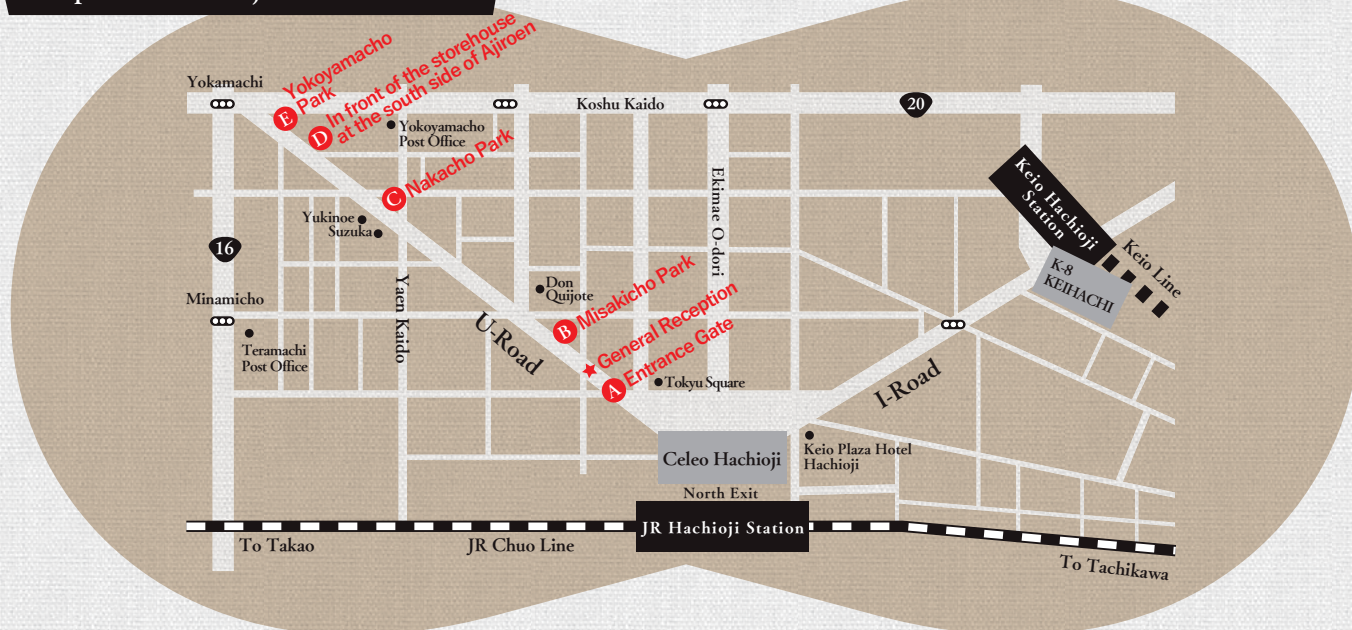 Yokamachi
Yokoyamacho
Park
E
In front of the storehouse
at the south side of Ajiroen
D
Koshu Kaido
20
Yokoyamacho
Post Office
C
Nakacho Park
Keio Hachioji
Station
Keio Line
K-8
KEIHACHI
Yukinoe
Suzuka
Ekimae O-dori
16
Minamicho
Yaen Kaido
Don
Quijote
B
Misakicho Park
U-Road
General Reception
Teramachi
Post Office
A
Entrance Gate
Tokyu Square
I-Road
Celeo Hachioji
Keio Plaza Hotel
Hachioji
North Exit
JR Hachioji Station
To Takao
JR Chuo Line
To Tachikawa